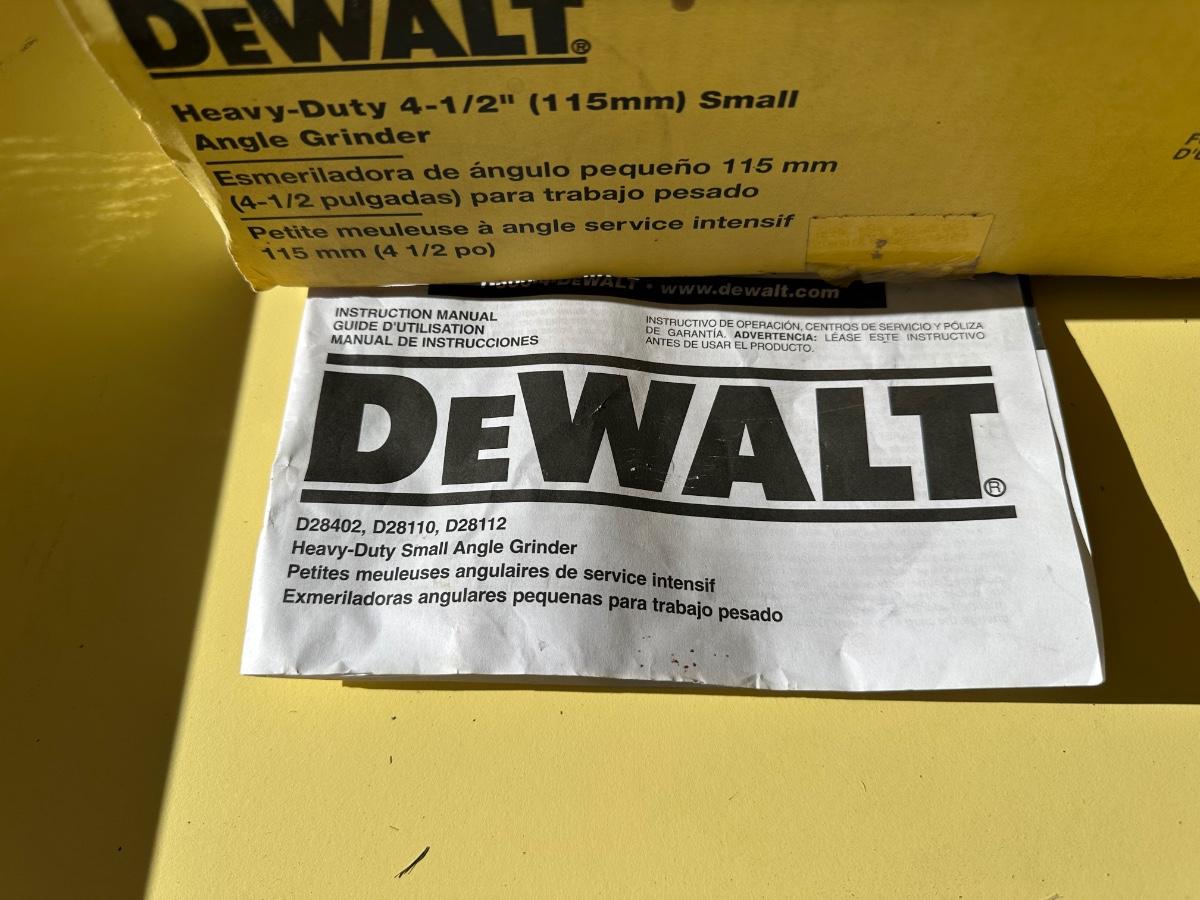 DEWALT®
Heavy-Duty 4-1/2" (115mm) Small
Angle Grinder
Esmeriladora de ángulo pequeño 115 mm
(4-1/2 pulgadas) para trabajo pesado
Petite meuleuse à angle service intensif
115 mm (4 1/2 po)
DEWALT • www.dewalt.com
INSTRUCTION MANUAL
GUIDE D'UTILISATION
MANUAL DE INSTRUCCIONES
INSTRUCTIVO DE OPERACIÓN, CENTROS DE SERVICIO Y PÓLIZA
DE GARANTÍA. ADVERTENCIA: LÉASE ESTE INSTRUCTIVO
ANTES DE USAR EL PRODUCTO.
DEWALT®
D28402, D28110, D28112
Heavy-Duty Small Angle Grinder
Petites meuleuses angulaires de service intensif
Exmeriladoras angulares pequenas para trabajo pesado